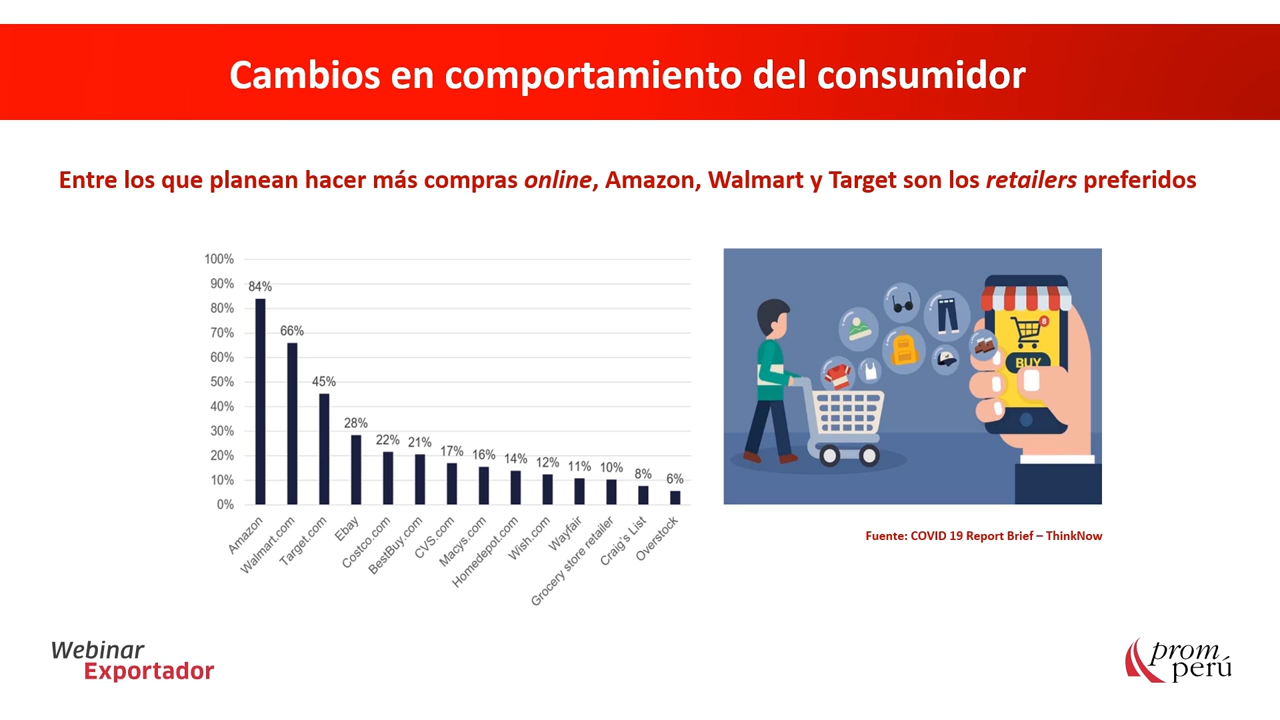 Cambios en comportamiento del consumidor
Entre los que planean hacer más compras online, Amazon, Walmart y Target son los retailers preferidos
100%
90%
80%
70%
60%
50%
40%
30%
20%
10%
0%
84%
66%
45%
28%
22%
21%
17%
16%
14%
12%
11%
10%
8%
6%
Amazon
Walmart.com
Target.com
Ebay
Costco.com
BestBuy.com
CVS.com
Macys.com
Homedepot.com
Wish.com
Wayfair
Grocery store retailer
Craig's List
Overstock
8
BUY
Fuente: COVID 19 Report Brief – ThinkNow
Webinar
Exportador
prom
perú